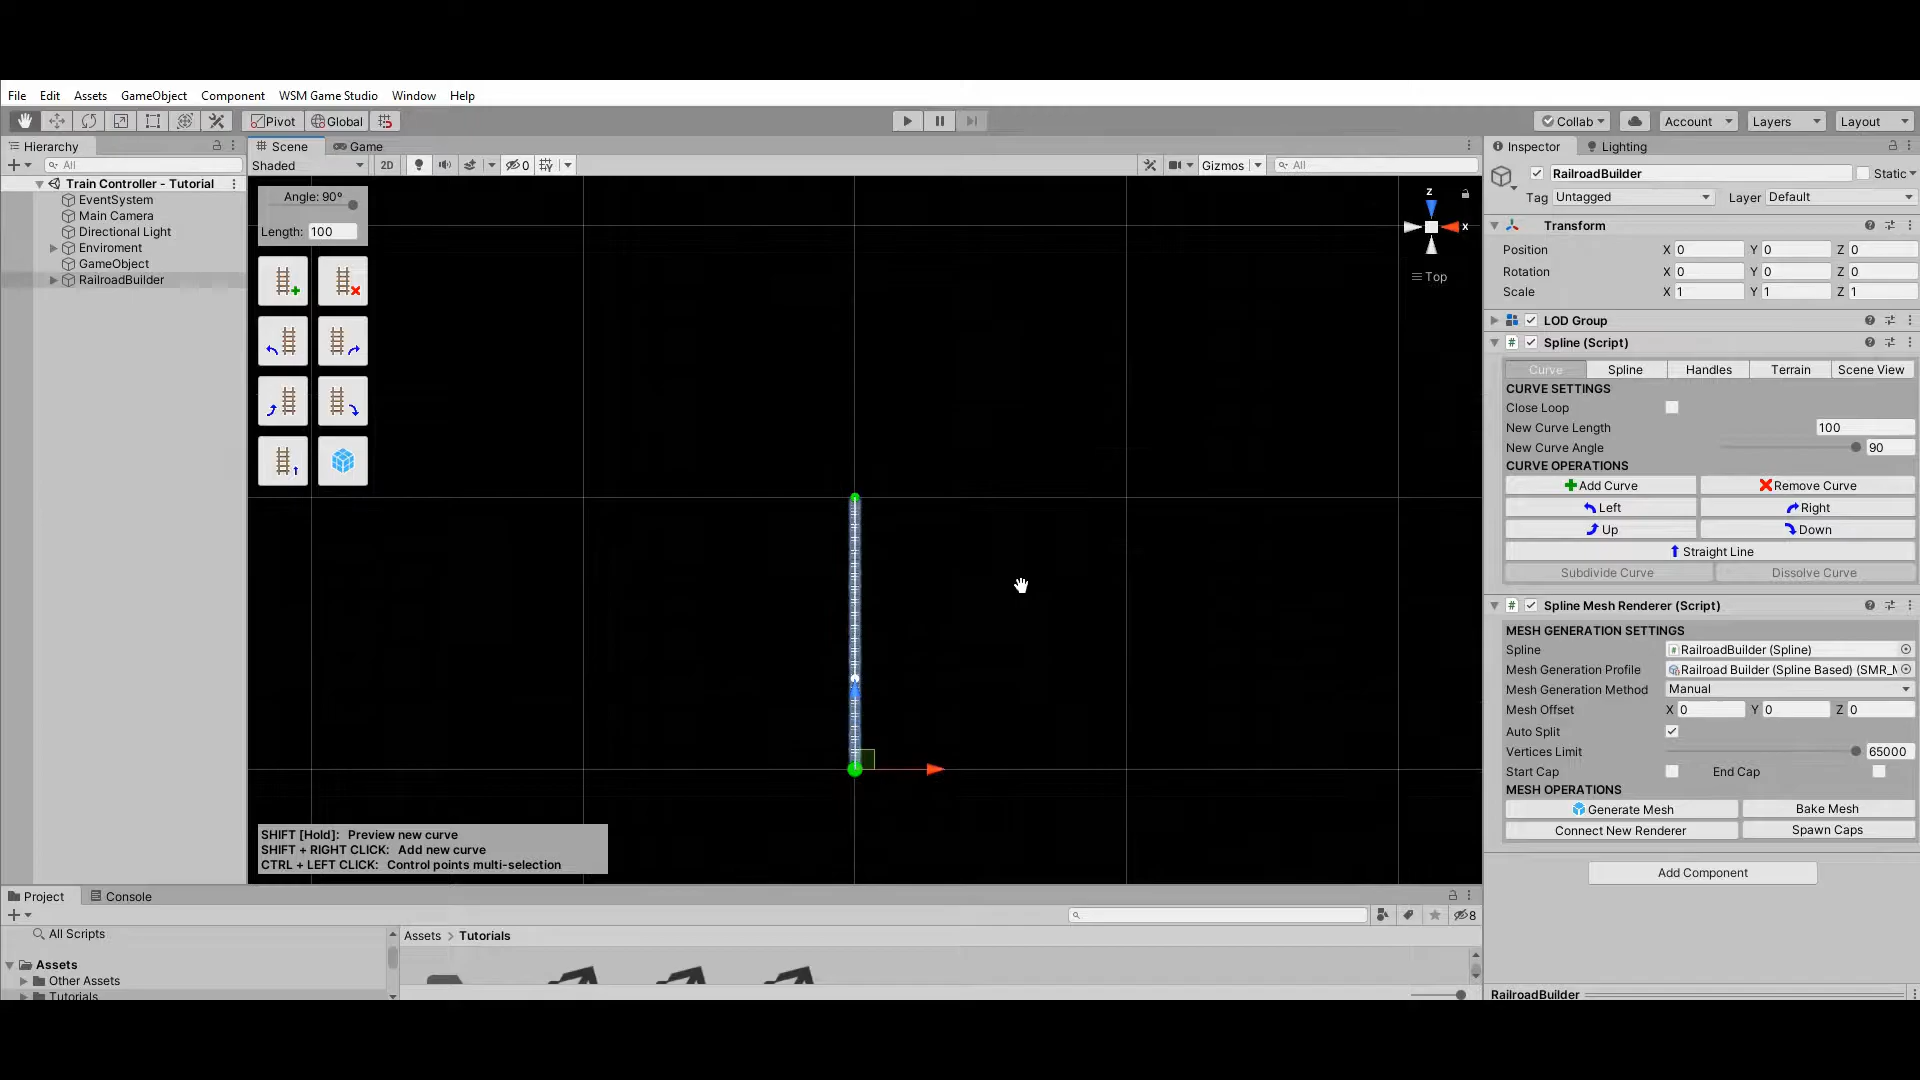 File Edit Assets GameObject Component WSM Game Studio Window Help
Pivot Global Collab Account Layers Layout
Hierarchy
All
Train Controller - Tutorial
EventSystem
Main Camera
Directional Light
Enviroment
GameObject
RailroadBuilder
Scene Game
Shaded 2D 0 Gizmos All
Angle: 90°
Length: 100
z
x
Top
SHIFT [Hold]: Preview new curve
SHIFT + RIGHT CLICK: Add new curve
CTRL + LEFT CLICK: Control points multi-selection
Inspector Lighting
RailroadBuilder Static
Tag Untagged Layer Default
Transform
Position X 0 Y 0 Z 0
Rotation X 0 Y 0 Z 0
Scale X 1 Y 1 Z 1
LOD Group
# Spline (Script)
Curve Spline Handles Terrain Scene View
CURVE SETTINGS
Close Loop
New Curve Length 100
New Curve Angle 90
CURVE OPERATIONS
Add Curve Remove Curve
Left Right
Up Down
Straight Line
Subdivide Curve Dissolve Curve
# Spline Mesh Renderer (Script)
MESH GENERATION SETTINGS
Spline # RailroadBuilder (Spline)
Mesh Generation Profile Railroad Builder (Spline Based) (SMR_
Mesh Generation Method Manual
Mesh Offset X 0 Y 0 Z 0
Auto Split
Vertices Limit 65000
Start Cap End Cap
MESH OPERATIONS
Generate Mesh Bake Mesh
Connect New Renderer Spawn Caps
Add Component
RailroadBuilder
Project Console
8
All Scripts
Assets
Other Assets
Tutorials
Assets > Tutorials